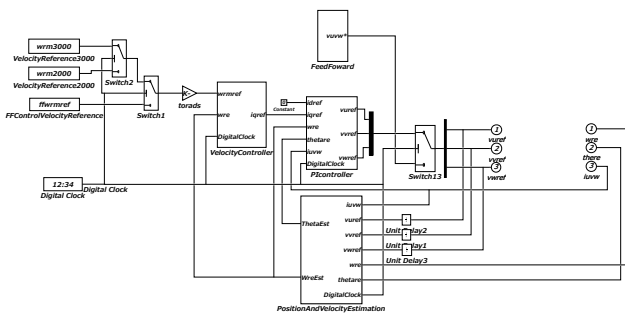 wrm3000
VelocityReference3000
wrm2000
VelocityReference2000
Switch2
ffwrmref
FFControlVelocityReference
Switch1
K-
torads
wrmref
wre
iqref
DigitalClock
VelocityController
Constant
idref
iqref
wre
thetare
iuvw
DigitalClock
vuref
vvref
vwref
PIcontroller
vuvw*
FeedFoward
Switch13
1
vuref
2
vvref
3
vwref
1
wre
2
there
3
iuvw
12:34
Digital Clock
Digital Clock
ThetaEst
WreEst
iuvw
vuref
vvref
vwref
wre
thetare
DigitalClock
PositionAndVelocityEstimation
Unit Delay2
Unit Delay1
Unit Delay3